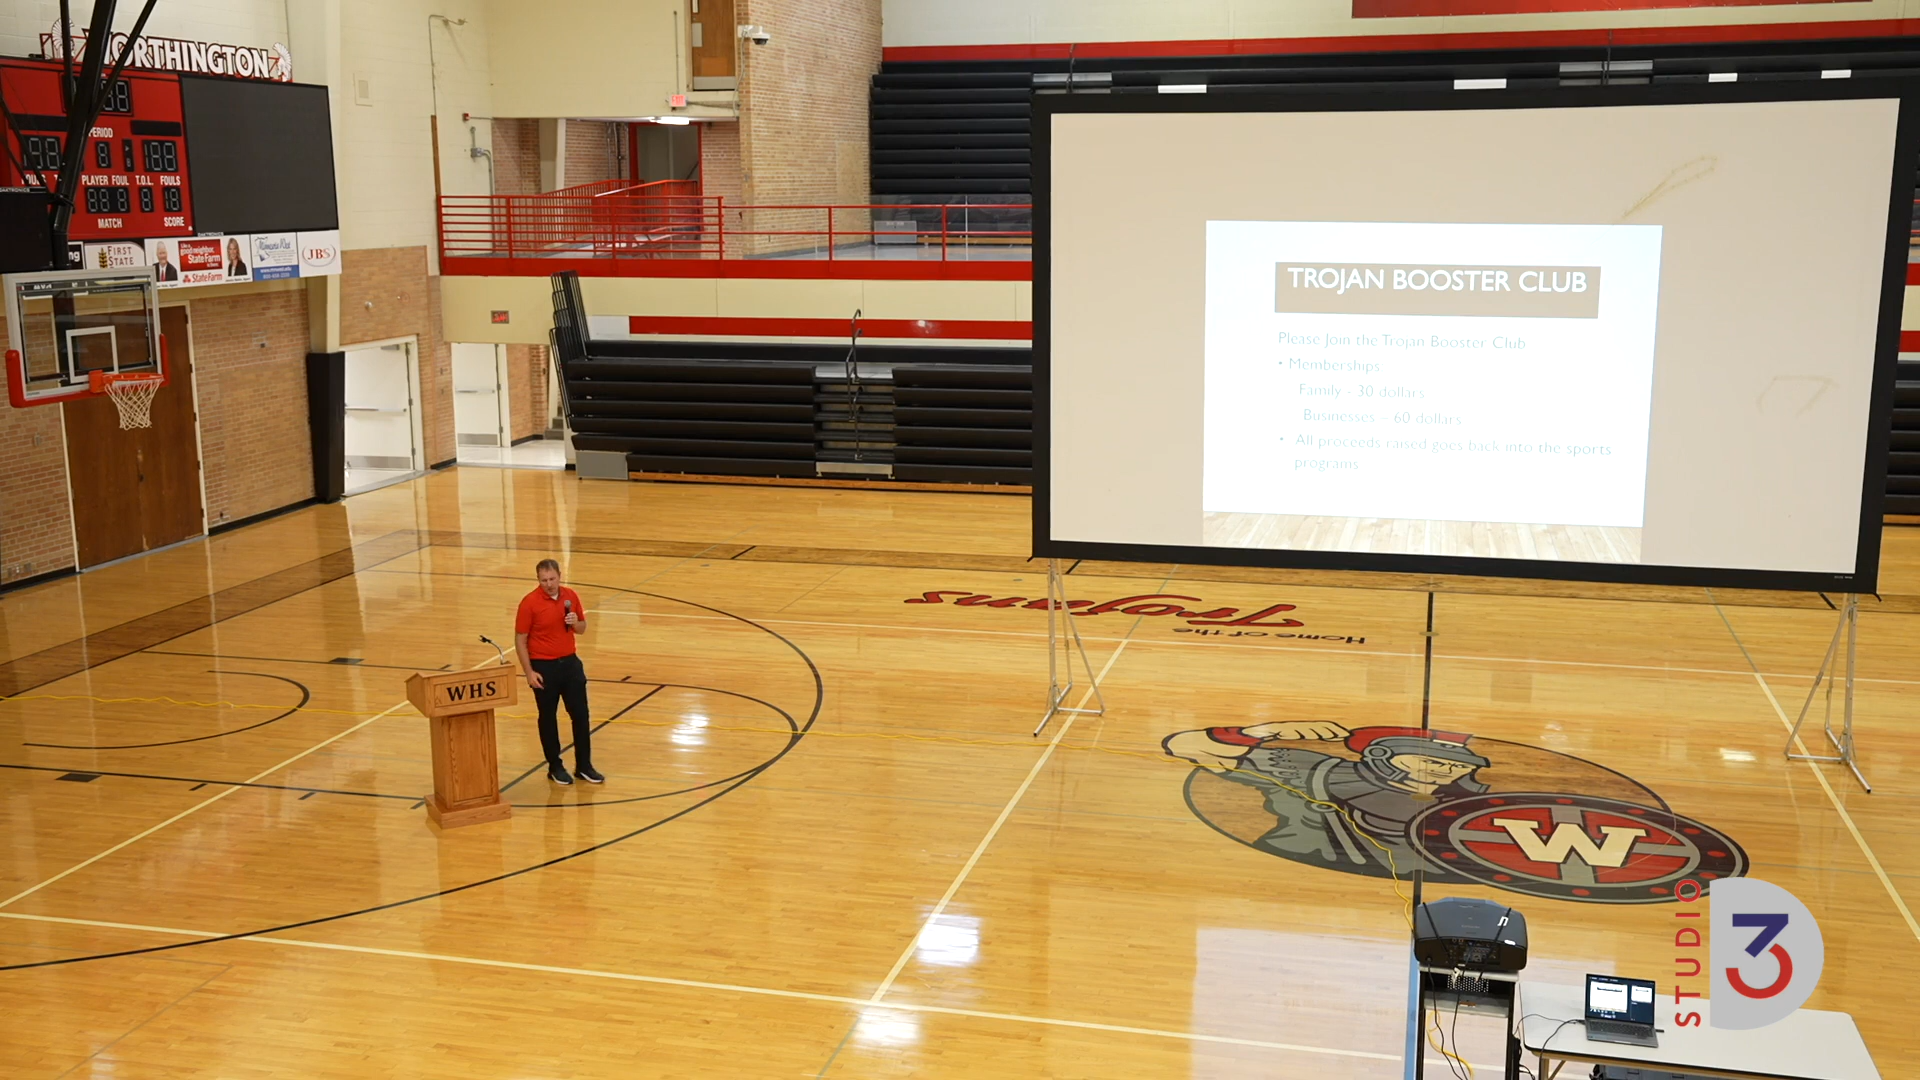 WORTHINGTON
PERIOD
PLAYER FOUL T.O.L. FOULS
MATCH SCORE
FIRST
STATE
State Farm
StateFarm
JBS
TROJAN BOOSTER CLUB
Please Join the Trojan Booster Club
• Memberships:
Family - 30 dollars
Businesses – 60 dollars
• All proceeds raised goes back into the sports
programs
Home of the
Trojans
WHS
W
STUDIO
3